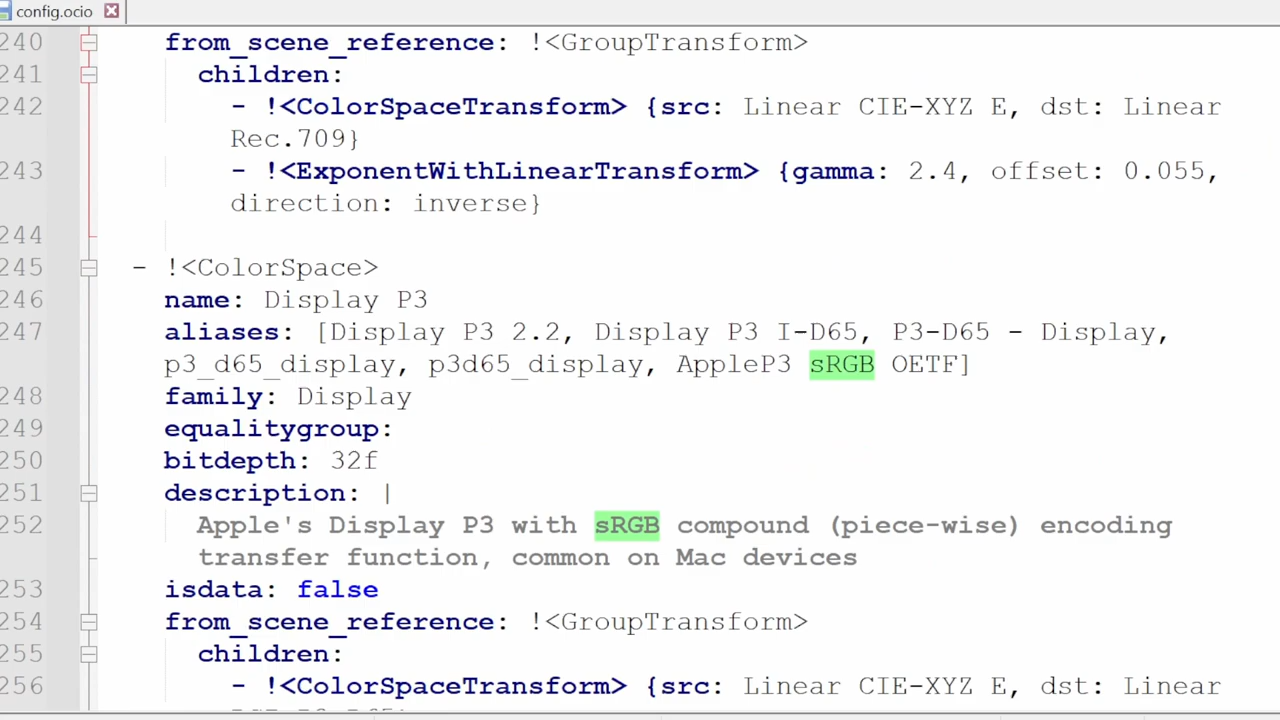 config.ocio
240 from_scene_reference: !<GroupTransform>
241 children:
242 - !<ColorSpaceTransform> {src: Linear CIE-XYZ E, dst: Linear
Rec.709}
243 - !<ExponentWithLinearTransform> {gamma: 2.4, offset: 0.055,
direction: inverse}
244
245 - !<ColorSpace>
246 name: Display P3
247 aliases: [Display P3 2.2, Display P3 I-D65, P3-D65 - Display,
p3_d65_display, p3d65_display, AppleP3 sRGB OETF]
248 family: Display
249 equalitygroup:
250 bitdepth: 32f
251 description: |
252 Apple's Display P3 with sRGB compound (piece-wise) encoding
transfer function, common on Mac devices
253 isdata: false
254 from_scene_reference: !<GroupTransform>
255 children:
256 - !<ColorSpaceTransform> {src: Linear CIE-XYZ E, dst: Linear